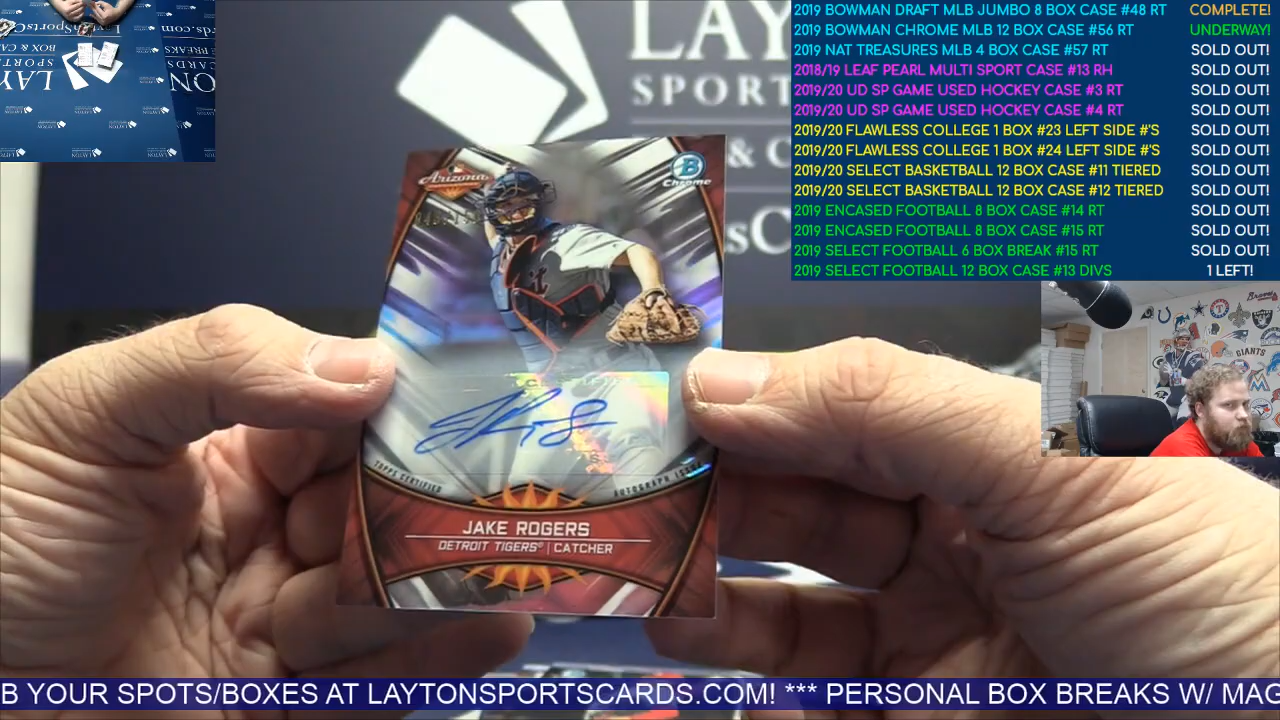 2019 BOWMAN DRAFT MLB JUMBO 8 BOX CASE #48 RT COMPLETE!
2019 BOWMAN CHROME MLB 12 BOX CASE #56 RT UNDERWAY!
2019 NAT TREASURES MLB 4 BOX CASE #57 RT SOLD OUT!
2018/19 LEAF PEARL MULTI SPORT CASE #13 RH SOLD OUT!
2019/20 UD SP GAME USED HOCKEY CASE #3 RT SOLD OUT!
2019/20 UD SP GAME USED HOCKEY CASE #4 RT SOLD OUT!
2019/20 FLAWLESS COLLEGE 1 BOX #23 LEFT SIDE #'S SOLD OUT!
2019/20 FLAWLESS COLLEGE 1 BOX #24 LEFT SIDE #'S SOLD OUT!
2019/20 SELECT BASKETBALL 12 BOX CASE #11 TIERED SOLD OUT!
2019/20 SELECT BASKETBALL 12 BOX CASE #12 TIERED SOLD OUT!
2019 ENCASED FOOTBALL 8 BOX CASE #14 RT SOLD OUT!
2019 ENCASED FOOTBALL 8 BOX CASE #15 RT SOLD OUT!
2019 SELECT FOOTBALL 6 BOX BREAK #15 RT SOLD OUT!
2019 SELECT FOOTBALL 12 BOX CASE #13 DIVS 1 LEFT!
LAYT
SPORTS
& C
sC
Arizona
B
Chrome
TOPPS CERTIFIED
AUTOGRAPH ISSUE
JAKE ROGERS
DETROIT TIGERS® | CATCHER
GIANTS
B YOUR SPOTS/BOXES AT LAYTONSPORTSCARDS.COM! *** PERSONAL BOX BREAKS W/ MAG